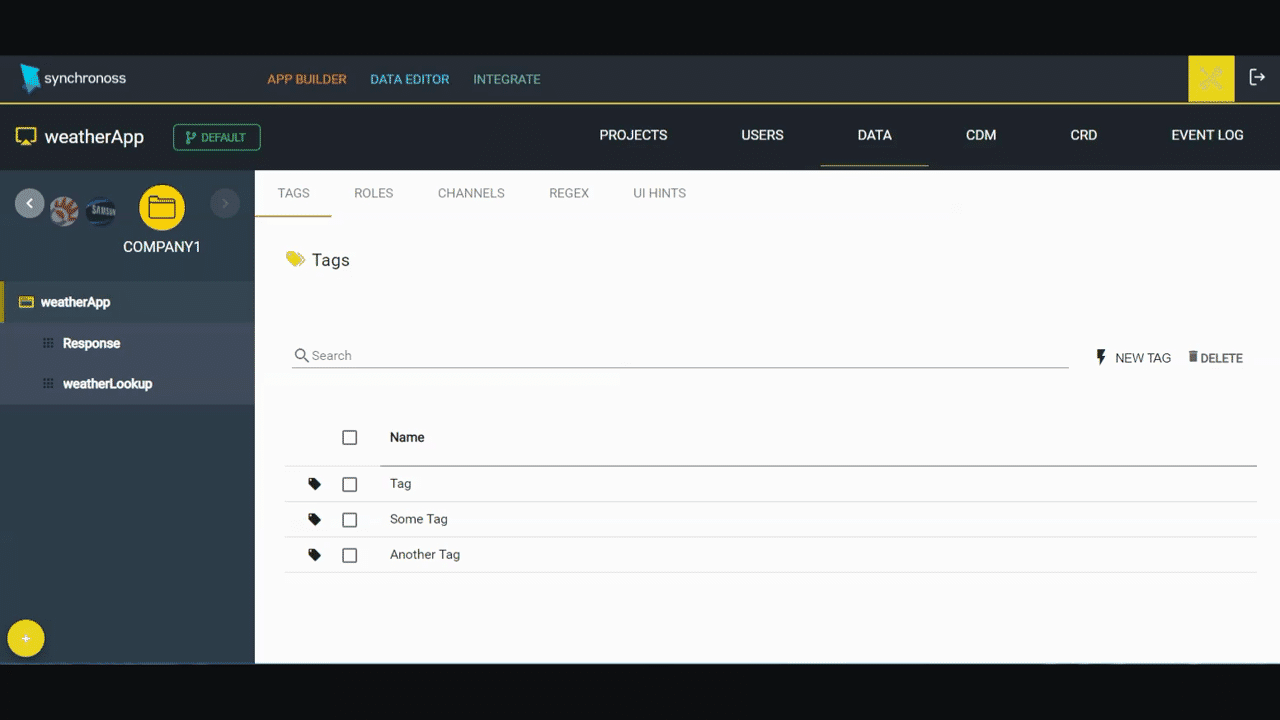 synchronoss
APP BUILDER DATA EDITOR INTEGRATE
weatherApp DEFAULT PROJECTS USERS DATA CDM CRD EVENT LOG
TAGS ROLES CHANNELS REGEX UI HINTS
SAMSUN
COMPANY1
Tags
weatherApp
Response
weatherLookup
Search NEW TAG DELETE
Name
Tag
Some Tag
Another Tag
+